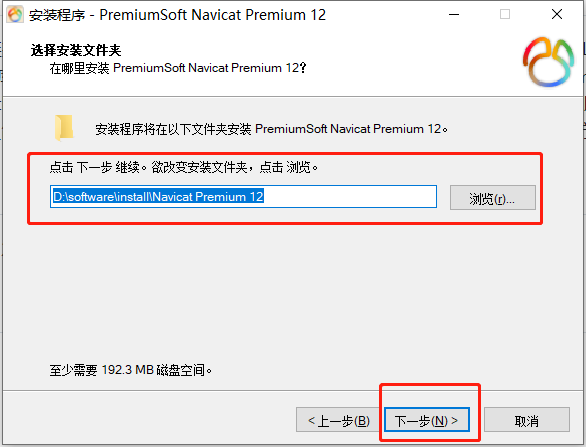 安装程序 - PremiumSoft Navicat Premium 12
选择安装文件夹
在哪里安装 PremiumSoft Navicat Premium 12?
安装程序将在以下文件夹安装 PremiumSoft Navicat Premium 12。
点击 下一步 继续。欲改变安装文件夹，点击 浏览。
D:\software\install\Navicat Premium 12
浏览(r)...
至少需要 192.3 MB 磁盘空间。
< 上一步(B)
下一步(N) >
取消